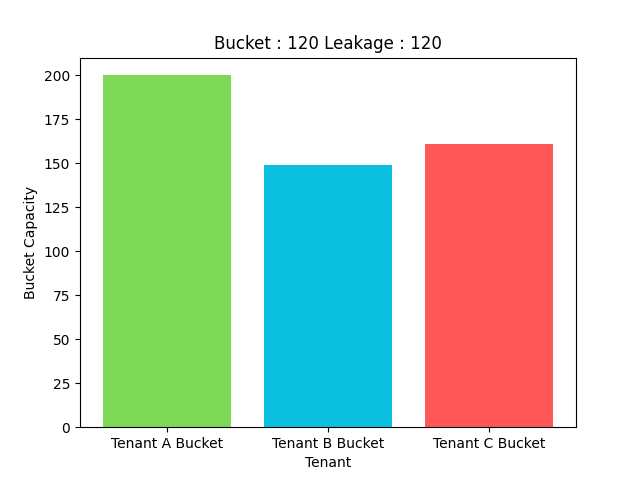 Bucket : 120 Leakage : 120
Bucket Capacity
200
175
150
125
100
75
50
25
0
Tenant A Bucket Tenant B Bucket Tenant C Bucket
Tenant